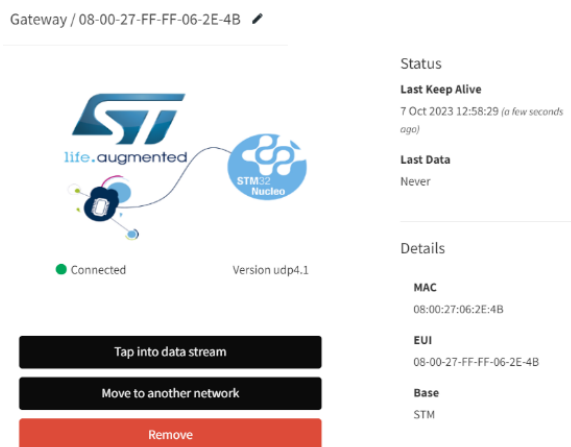 Gateway / 08-00-27-FF-FF-06-2E-4B
life.augmented
STM32
Nucleo
Connected
Version udp4.1
Tap into data stream
Move to another network
Remove
Status
Last Keep Alive
7 Oct 2023 12:58:29 (a few seconds
ago)
Last Data
Never
Details
MAC
08:00:27:06:2E:4B
EUI
08-00-27-FF-FF-06-2E-4B
Base
STM